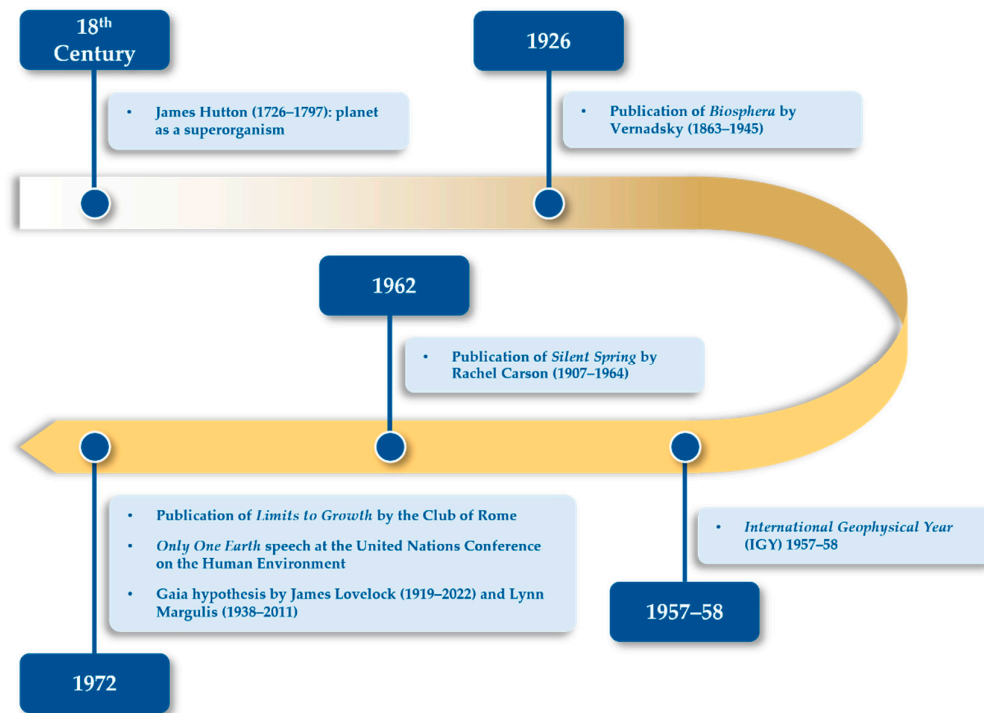 18th
Century
• James Hutton (1726–1797): planet
as a superorganism
1926
• Publication of Biosphera by
Vernadsky (1863–1945)
1962
• Publication of Silent Spring by
Rachel Carson (1907–1964)
• International Geophysical Year
(IGY) 1957–58
1957–58
• Publication of Limits to Growth by the Club of Rome
• Only One Earth speech at the United Nations Conference
on the Human Environment
• Gaia hypothesis by James Lovelock (1919–2022) and Lynn
Margulis (1938–2011)
1972